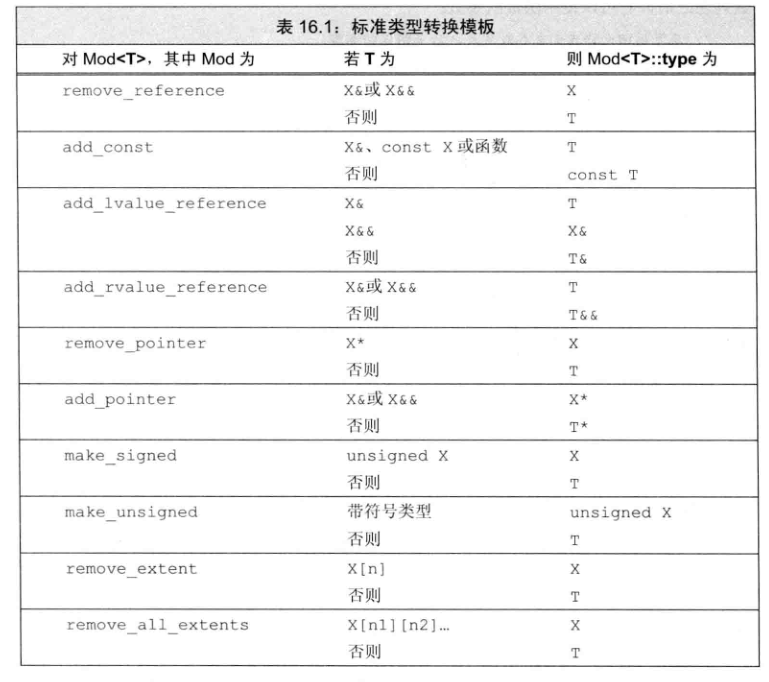 表 16.1：标准类型转换模板
对 Mod<T>，其中 Mod 为 若 T 为 则 Mod<T>::type 为
remove_reference X&或 X&& X
否则 T
add_const X&、const X 或函数 T
否则 const T
add_lvalue_reference X& T
X&& X&
否则 T&
add_rvalue_reference X&或 X&& T
否则 T&&
remove_pointer X* X
否则 T
add_pointer X&或 X&& X*
否则 T*
make_signed unsigned X X
否则 T
make_unsigned 带符号类型 unsigned X
否则 T
remove_extent X[n] X
否则 T
remove_all_extents X[n1][n2]… X
否则 T